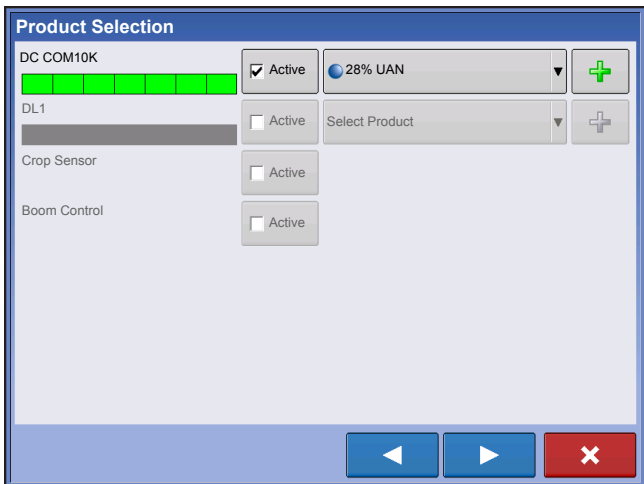 Product Selection
DC COM10K
Active
28% UAN
DL1
Active
Select Product
Crop Sensor
Active
Boom Control
Active